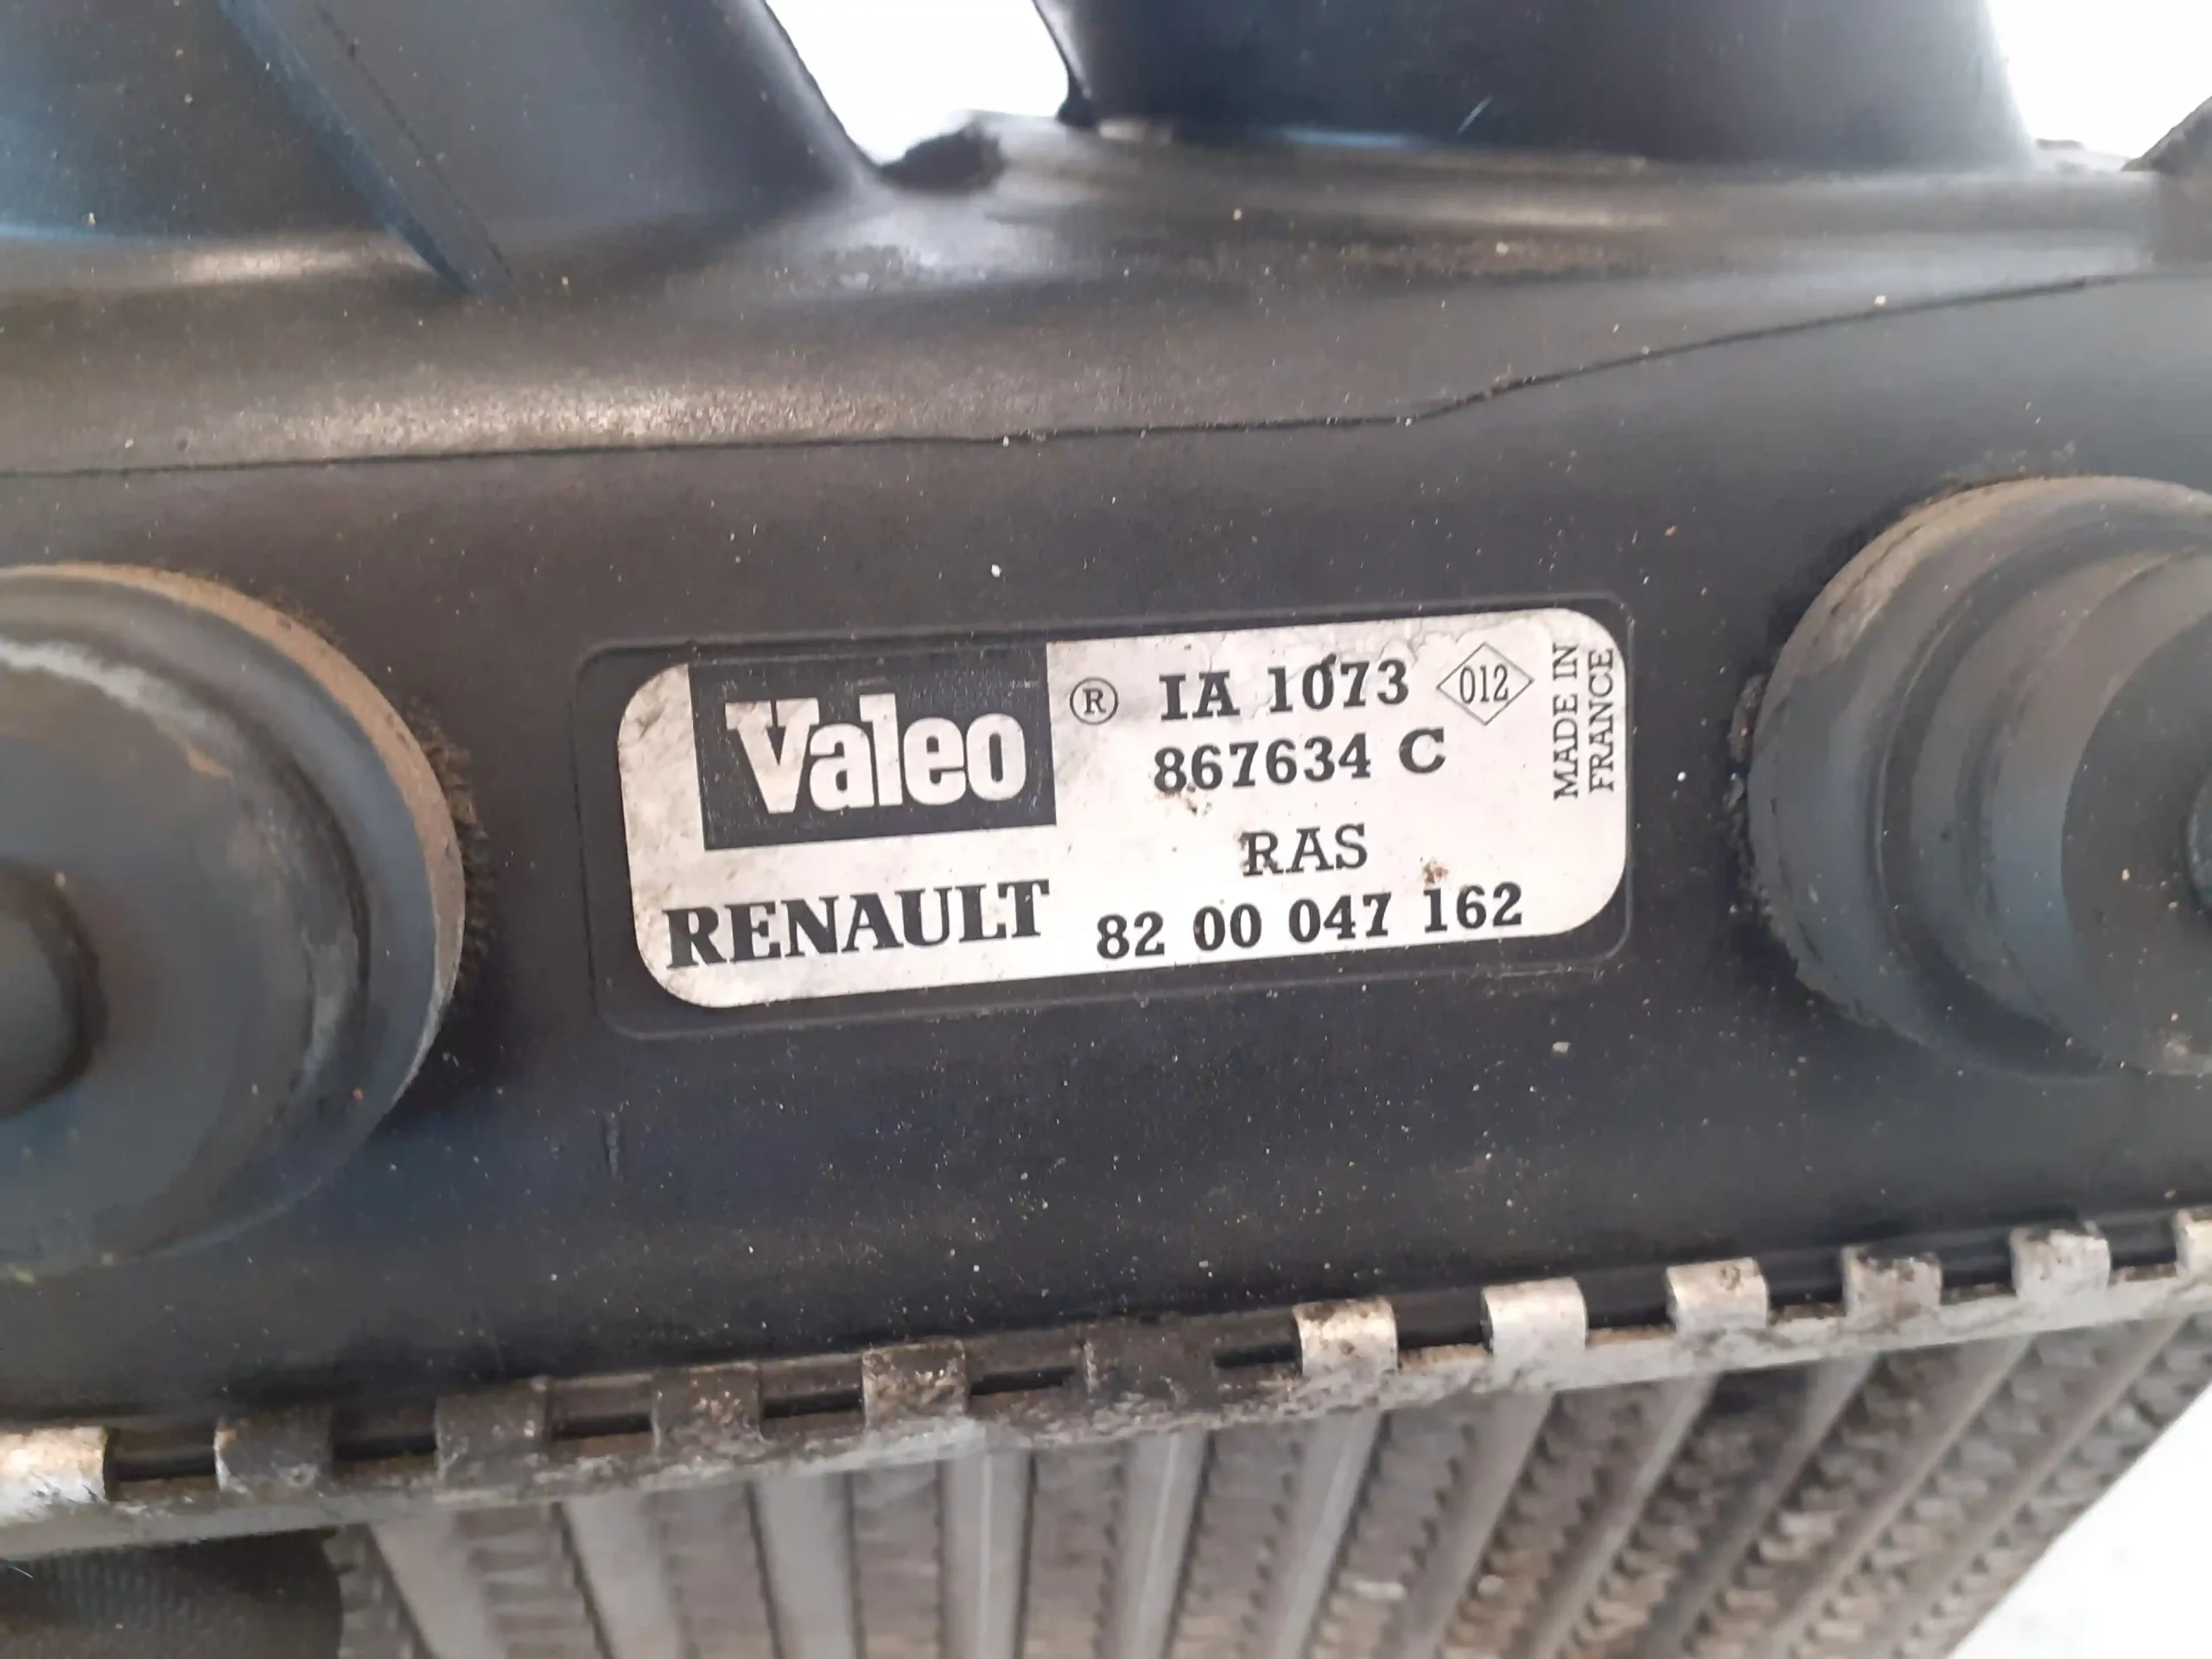 Valeo ® IA 1073 012
867634 C
RAS
RENAULT 82 00 047 162
MADE IN
FRANCE